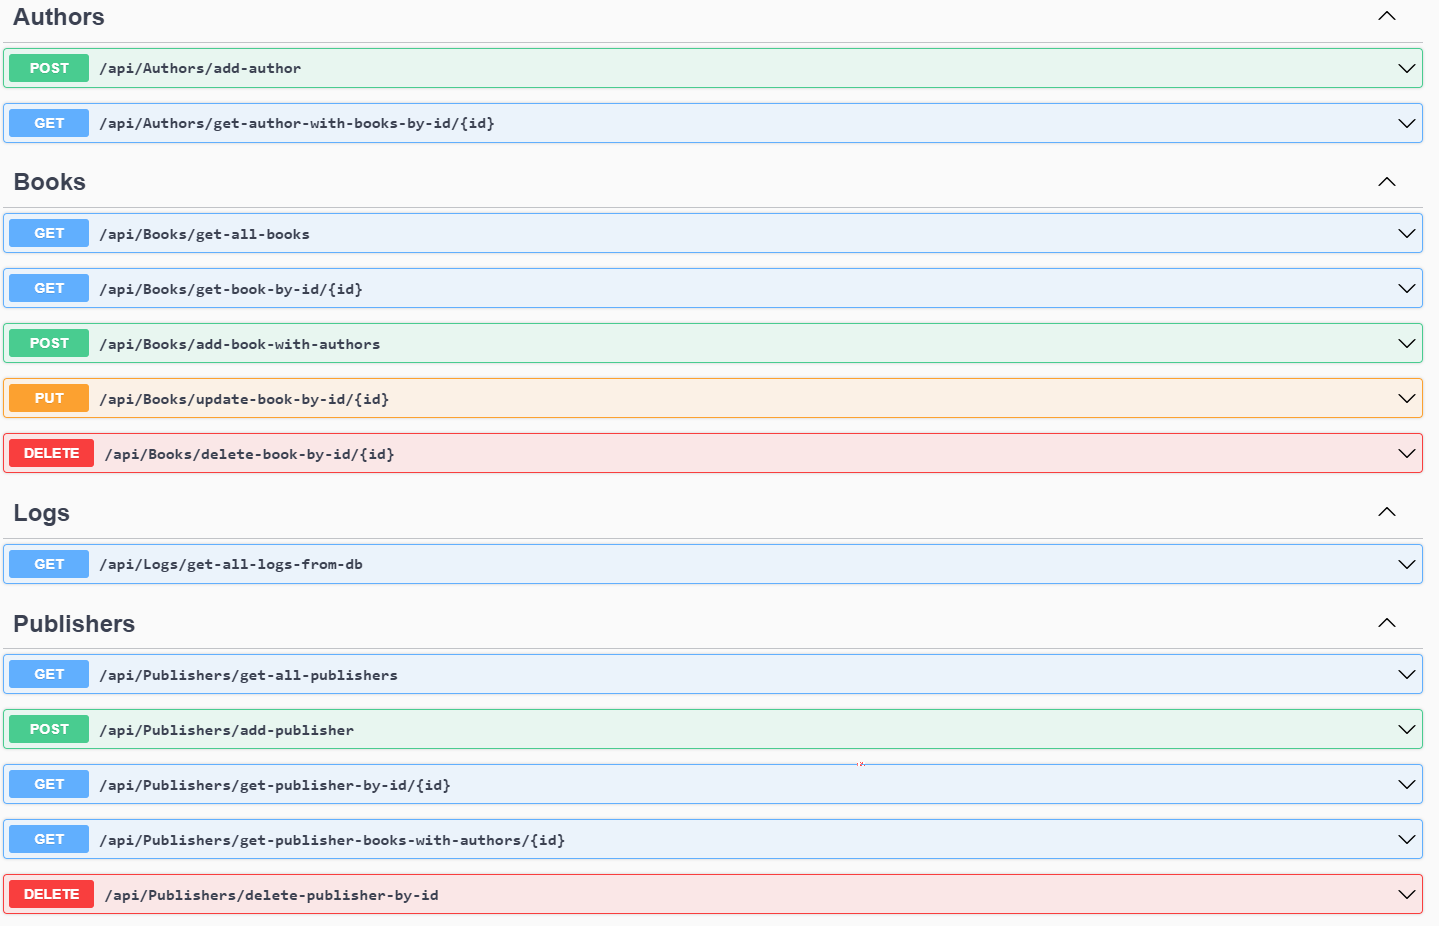 Authors
POST /api/Authors/add-author
GET /api/Authors/get-author-with-books-by-id/{id}
Books
GET /api/Books/get-all-books
GET /api/Books/get-book-by-id/{id}
POST /api/Books/add-book-with-authors
PUT /api/Books/update-book-by-id/{id}
DELETE /api/Books/delete-book-by-id/{id}
Logs
GET /api/Logs/get-all-logs-from-db
Publishers
GET /api/Publishers/get-all-publishers
POST /api/Publishers/add-publisher
GET /api/Publishers/get-publisher-by-id/{id}
GET /api/Publishers/get-publisher-books-with-authors/{id}
DELETE /api/Publishers/delete-publisher-by-id